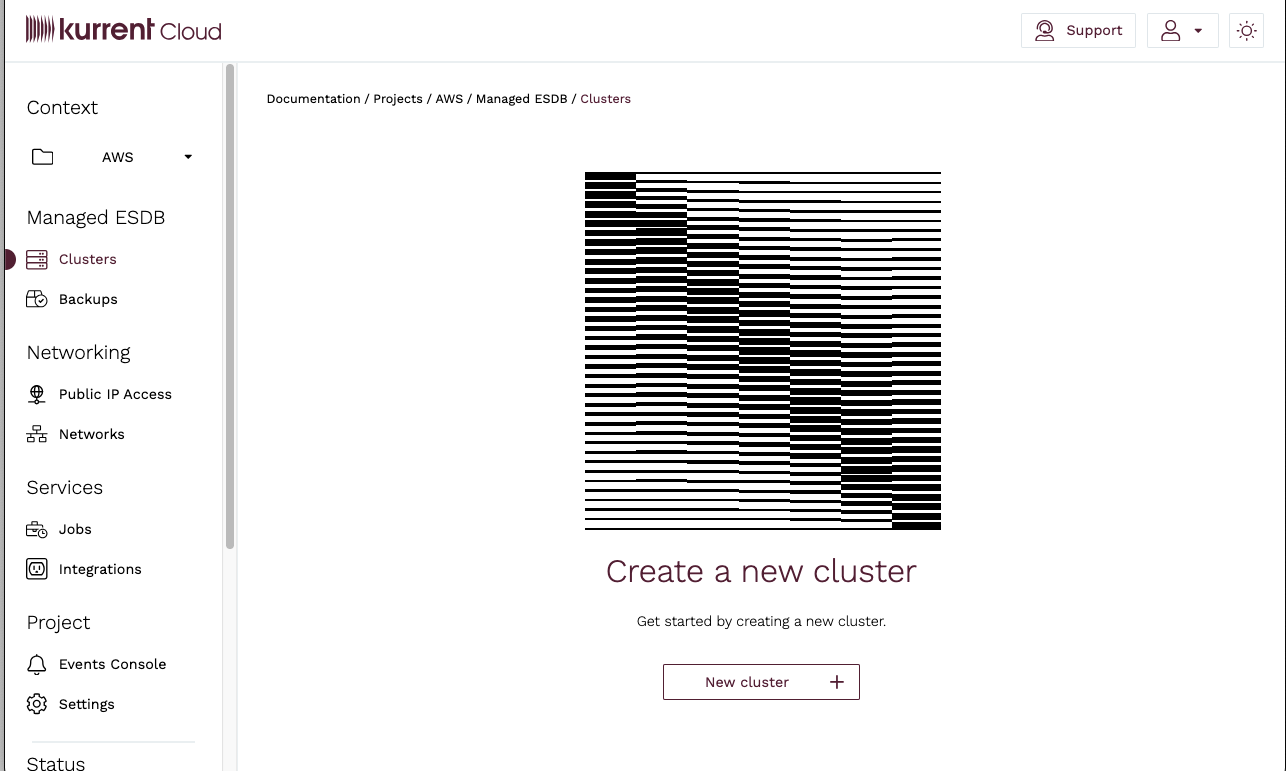 kurrent Cloud
Support
Context
AWS
Managed ESDB
Clusters
Backups
Networking
Public IP Access
Networks
Services
Jobs
Integrations
Project
Events Console
Settings
Status
Documentation / Projects / AWS / Managed ESDB / Clusters
Create a new cluster
Get started by creating a new cluster.
New cluster